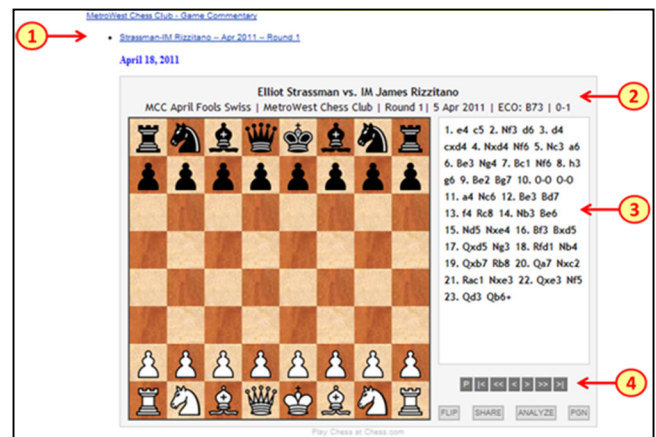 MetroWest Chess Club - Game Commentary
1
Strassman-IM Rizzitano -- Apr 2011 -- Round 1
April 18, 2011
Elliot Strassman vs. IM James Rizzitano
MCC April Fools Swiss | MetroWest Chess Club | Round 1| 5 Apr 2011 | ECO: B73 | 0-1
2
1. e4 c5 2. Nf3 d6 3. d4
cxd4 4. Nxd4 Nf6 5. Nc3 a6
6. Be3 Ng4 7. Bc1 Nf6 8. h3
g6 9. Be2 Bg7 10. O-O O-O
11. a4 Nc6 12. Be3 Bd7
13. f4 Rc8 14. Nb3 Be6
3
15. Nd5 Nxe4 16. Bf3 Bxd5
17. Qxd5 Ng3 18. Rfd1 Nb4
19. Qxb7 Rb8 20. Qa7 Nxc2
21. Rac1 Nxe3 22. Qxe3 Nf5
23. Qd3 Qb6+
P |< << < > >> >|
4
FLIP SHARE ANALYZE PGN
Play Chess at Chess.com